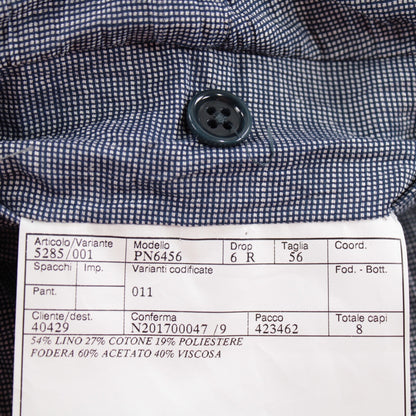 Articolo/Variante Modello Drop Taglia Coord.
5285/001 PN6456 6 R 56
Spacchi Imp. Varianti codificate Fod. - Bott.
Pant. 011
Cliente/dest. Conferma Pacco Totale capi
40429 N201700047 /9 423462 8
54% LINO 27% COTONE 19% POLIESTERE
FODERA 60% ACETATO 40% VISCOSA